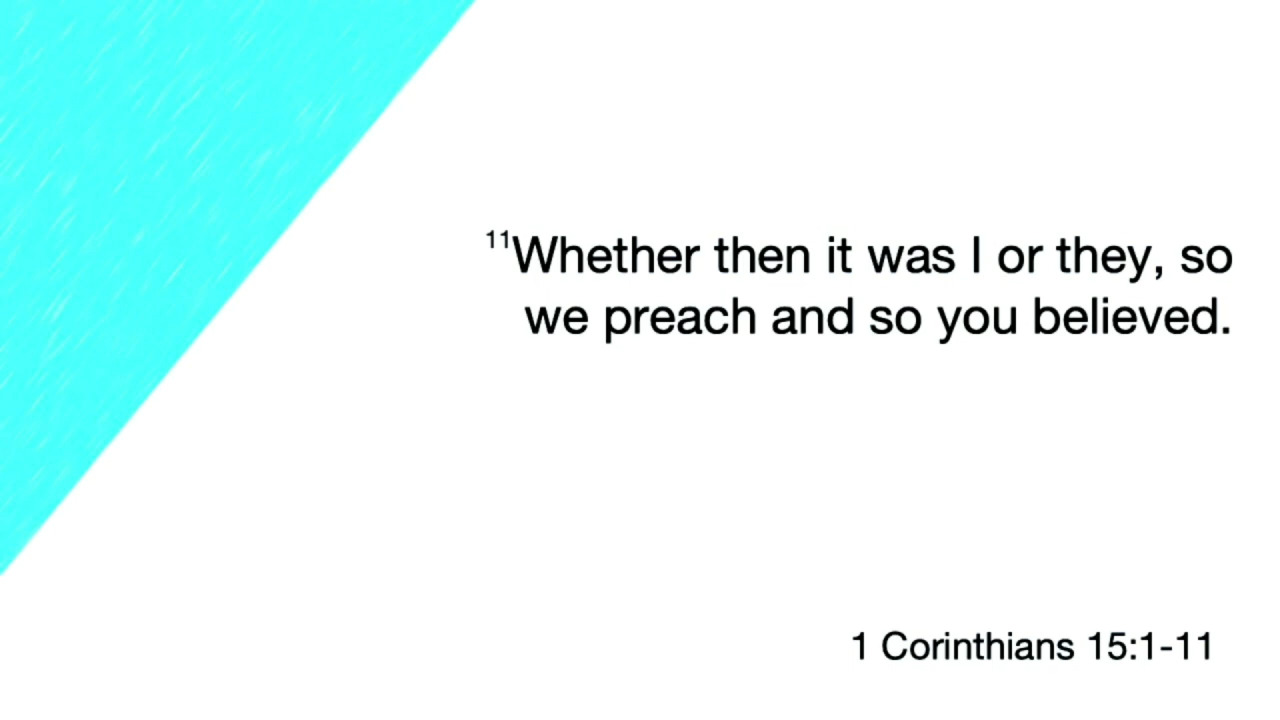 11Whether then it was I or they, so
we preach and so you believed.
1 Corinthians 15:1-11